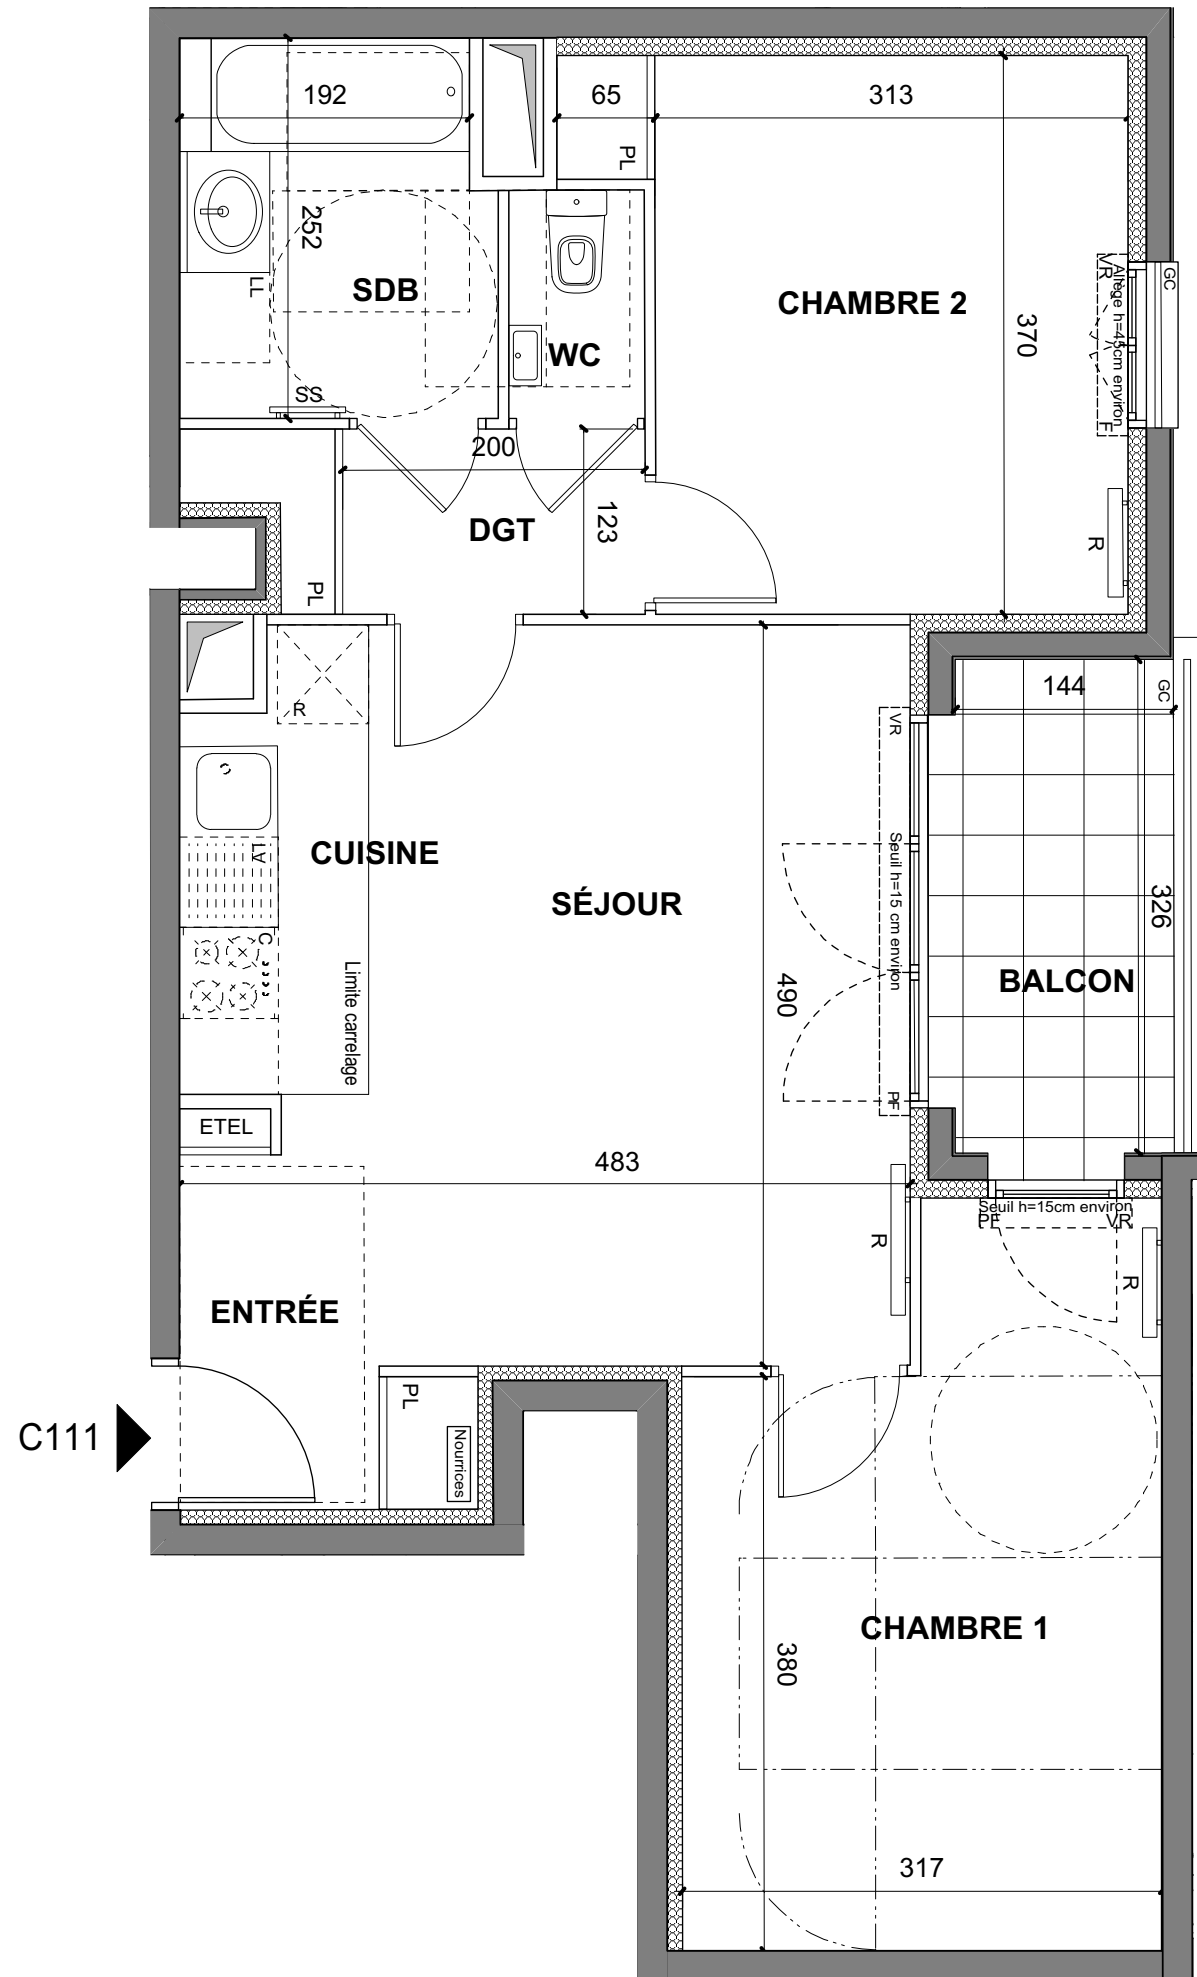 192
65
313
PL
252
SDB
LL
SS
WC
CHAMBRE 2
370
VR
Allège h=45cm environ
F
GC
200
DGT
123
R
PL
R
144
GC
VR
CUISINE
LV
SÉJOUR
Seuil h=15 cm environ
326
C
Limite carrelage
490
BALCON
PF
ETEL
483
Seuil h=15cm environ
PF
VR
R
R
ENTRÉE
PL
C111
Nourrices
CHAMBRE 1
380
317